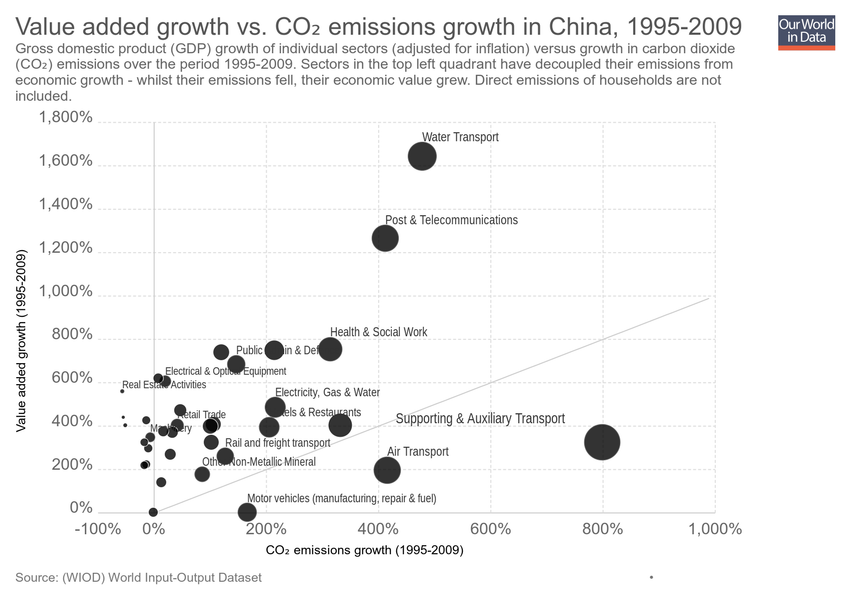 Value added growth vs. CO₂ emissions growth in China, 1995-2009
Our World
in Data
Gross domestic product (GDP) growth of individual sectors (adjusted for inflation) versus growth in carbon dioxide
(CO₂) emissions over the period 1995-2009. Sectors in the top left quadrant have decoupled their emissions from
economic growth - whilst their emissions fell, their economic value grew. Direct emissions of households are not
included.
1,800%
Water Transport
1,600%
1,400%
Post & Telecommunications
1,200%
1,000%
Value added growth (1995-2009)
800%
Health & Social Work
Public
Electrical & Optical Equipment
600%
Real Estate Activities
Electricity, Gas & Water
& Restaurants
Retail Trade
Supporting & Auxiliary Transport
400%
Rail and freight transport
Air Transport
Other Non-Metallic Mineral
200%
Motor vehicles (manufacturing, repair & fuel)
0%
-100%
0%
200%
400%
600%
800%
1,000%
CO₂ emissions growth (1995-2009)
Source: (WIOD) World Input-Output Dataset